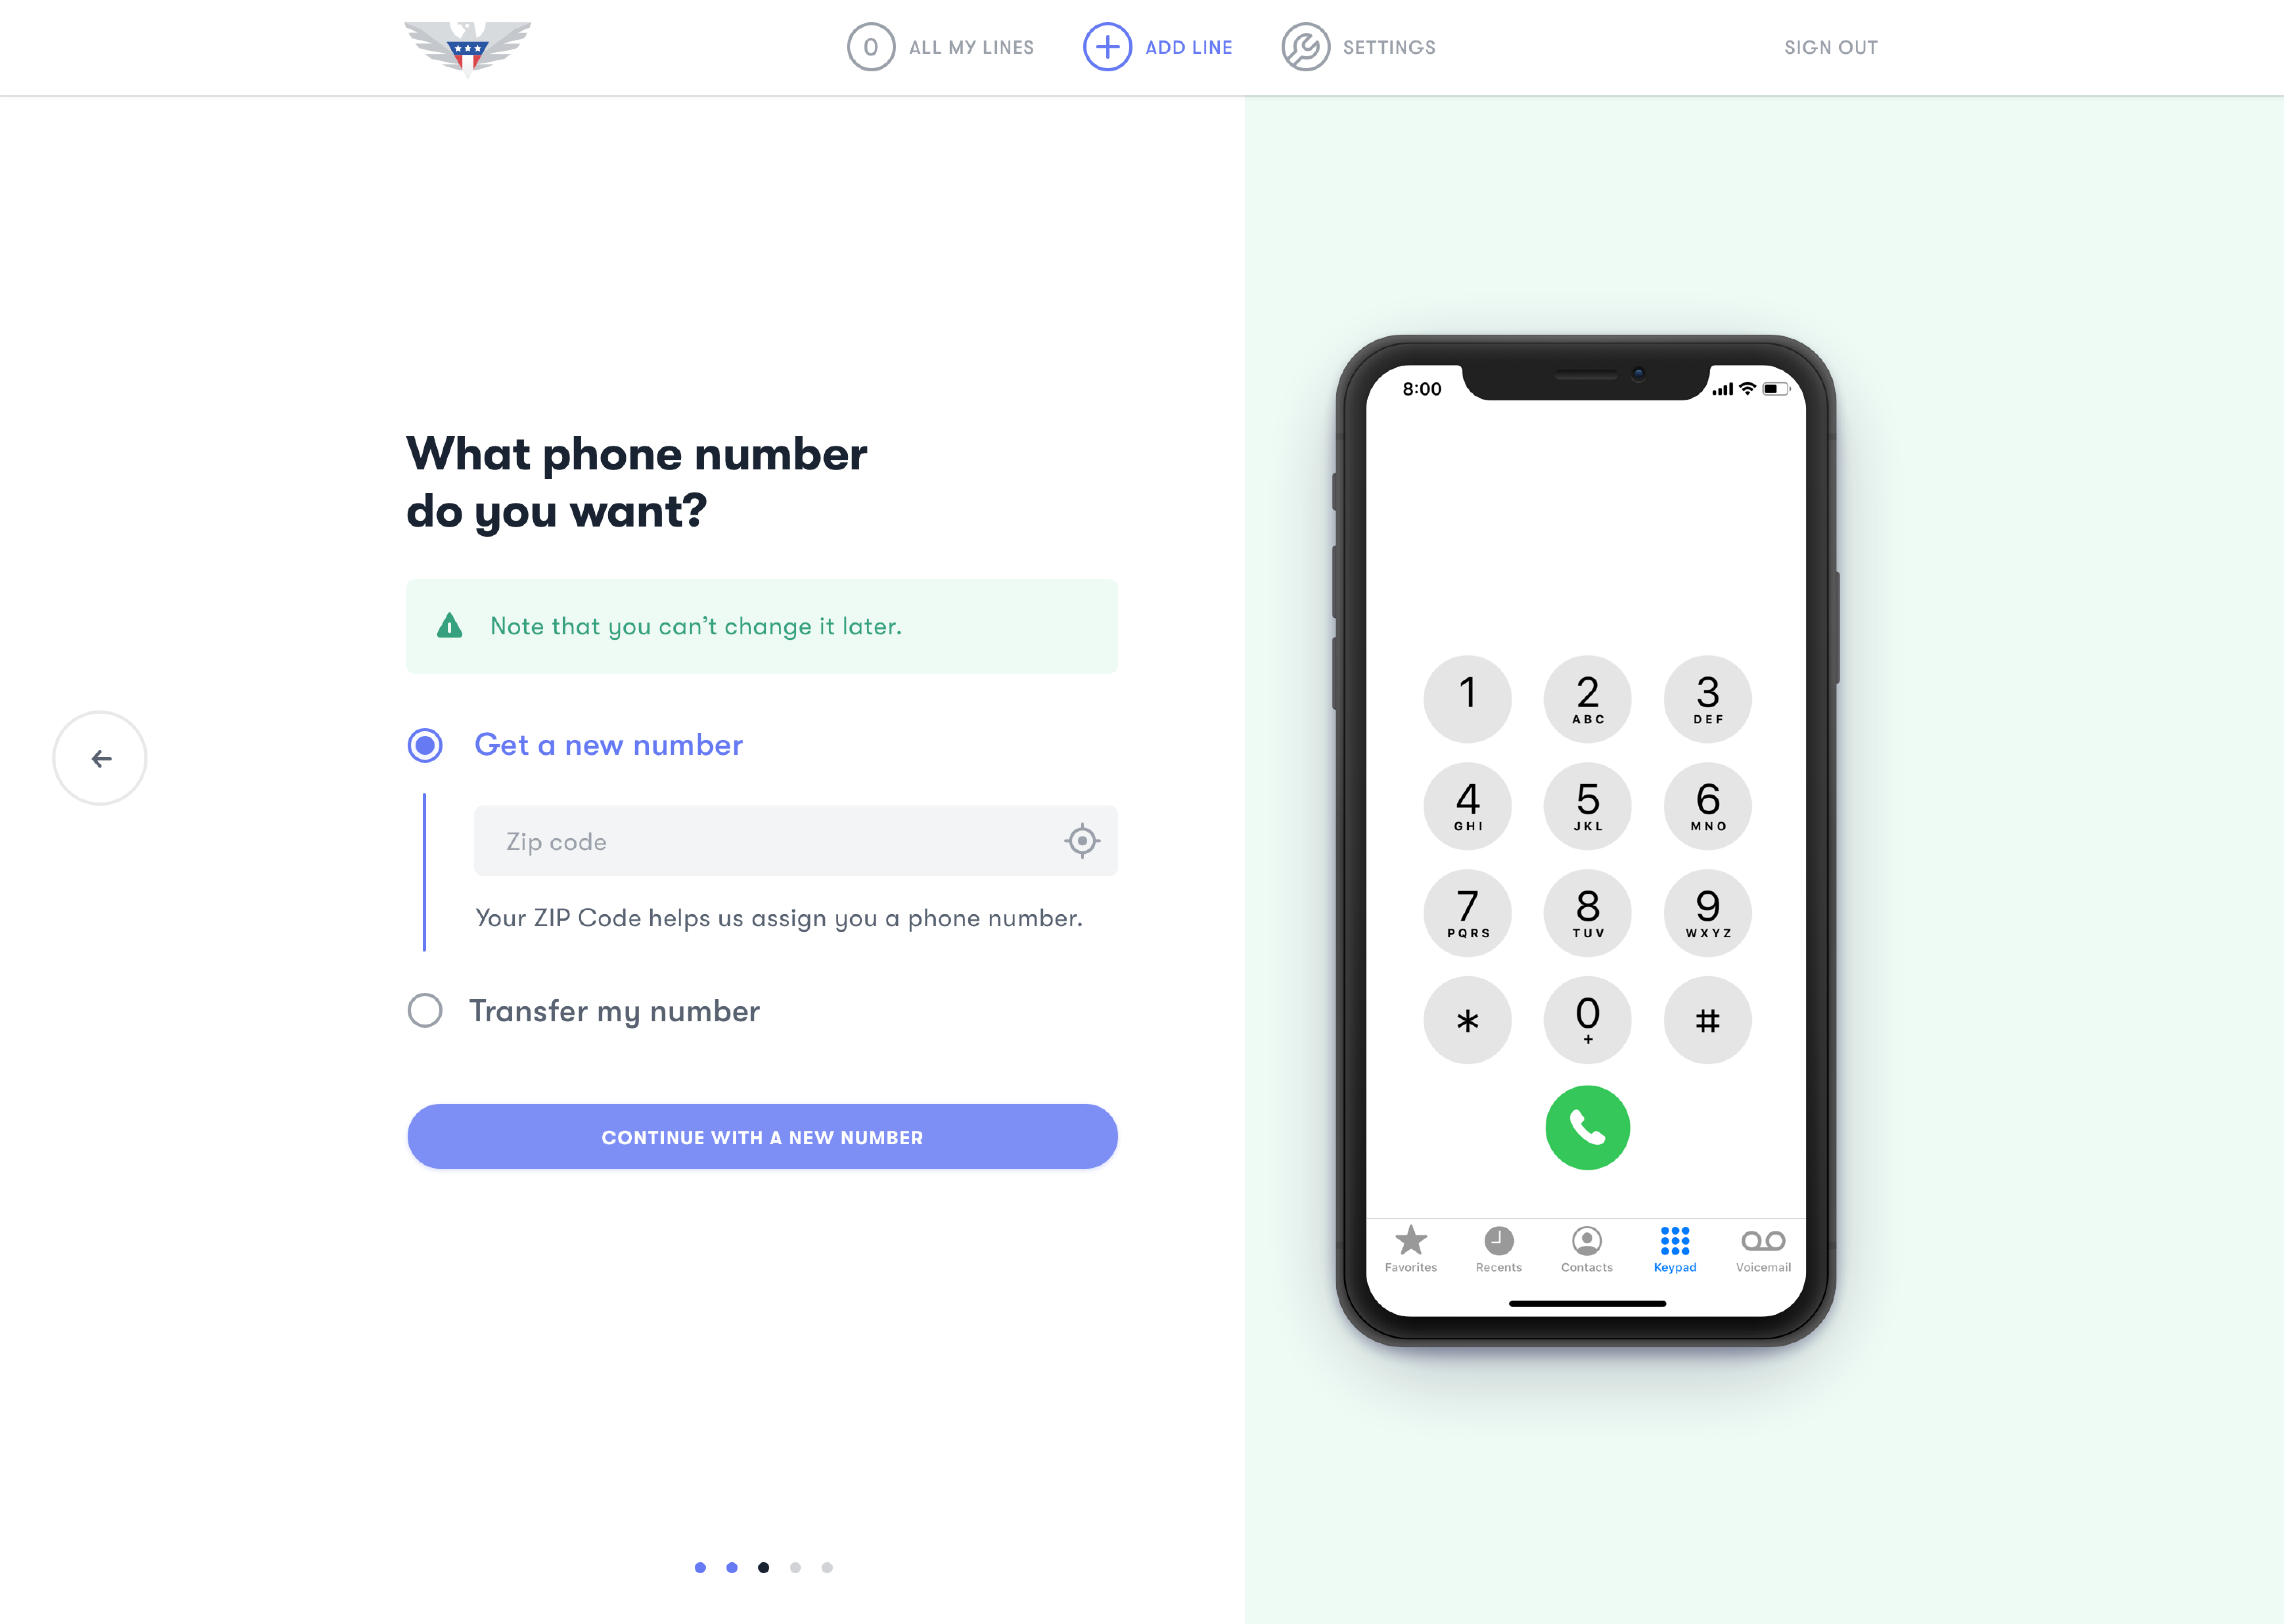 0 ALL MY LINES
ADD LINE
SETTINGS
SIGN OUT
What phone number
do you want?
Note that you can’t change it later.
Get a new number
Zip code
Your ZIP Code helps us assign you a phone number.
Transfer my number
CONTINUE WITH A NEW NUMBER
8:00
1 2 3
ABC DEF
4 5 6
GHI JKL MNO
7 8 9
PQRS TUV WXYZ
* 0 #
+
Favorites Recents Contacts Keypad Voicemail